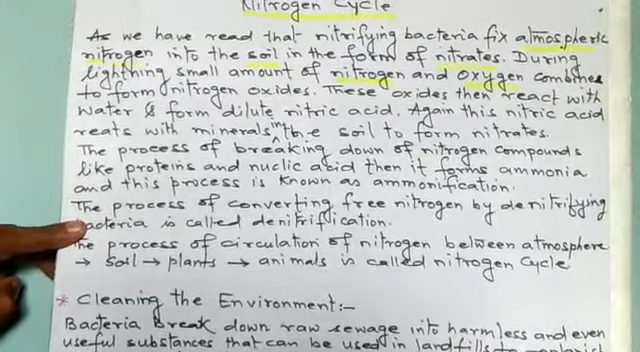 Nitrogen Cycle
As we have read that nitrifying bacteria fix atmospheric
nitrogen into the soil in the form of nitrates. During
lightning small amount of nitrogen and oxygen combines
to form nitrogen oxides. These oxides then react with
water & form dilute nitric acid. Again this nitric acid
reats with minerals in the soil to form nitrates.
The process of breaking down of nitrogen compounds
like proteins and nuclic acid then it forms ammonia
and this process is known as ammonification.
The process of converting free nitrogen by denitrifying
bacteria is called denitrification.
The process of circulation of nitrogen between atmosphere
→ soil → plants → animals is called nitrogen cycle
* Cleaning the Environment:-
Bacteria Break down raw sewage into harmless and even
useful substances that can be used in landfills to